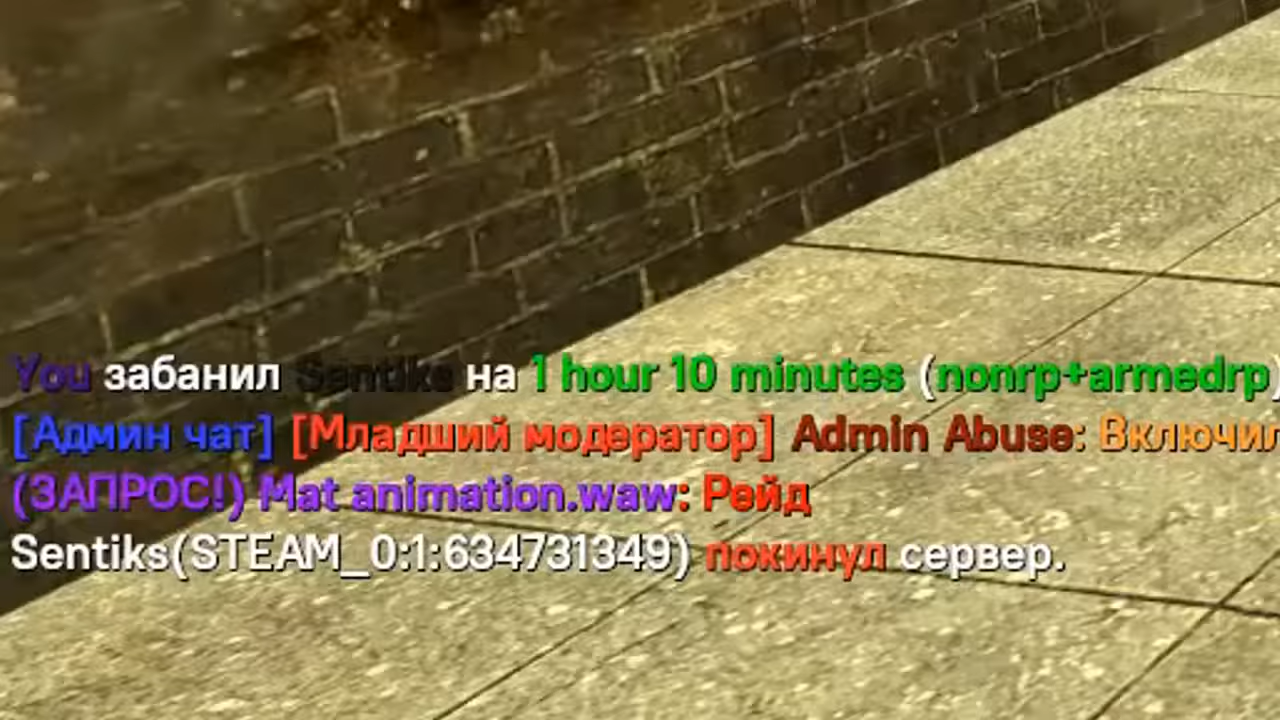 You забанил Sentiks на 1 hour 10 minutes (nonrp+armedrp)
[Админ чат] [Младший модератор] Admin Abuse: Включил
(ЗАПРОС!) Mat animation.waw: Рейд
Sentiks(STEAM_0:1:634731349) покинул сервер.